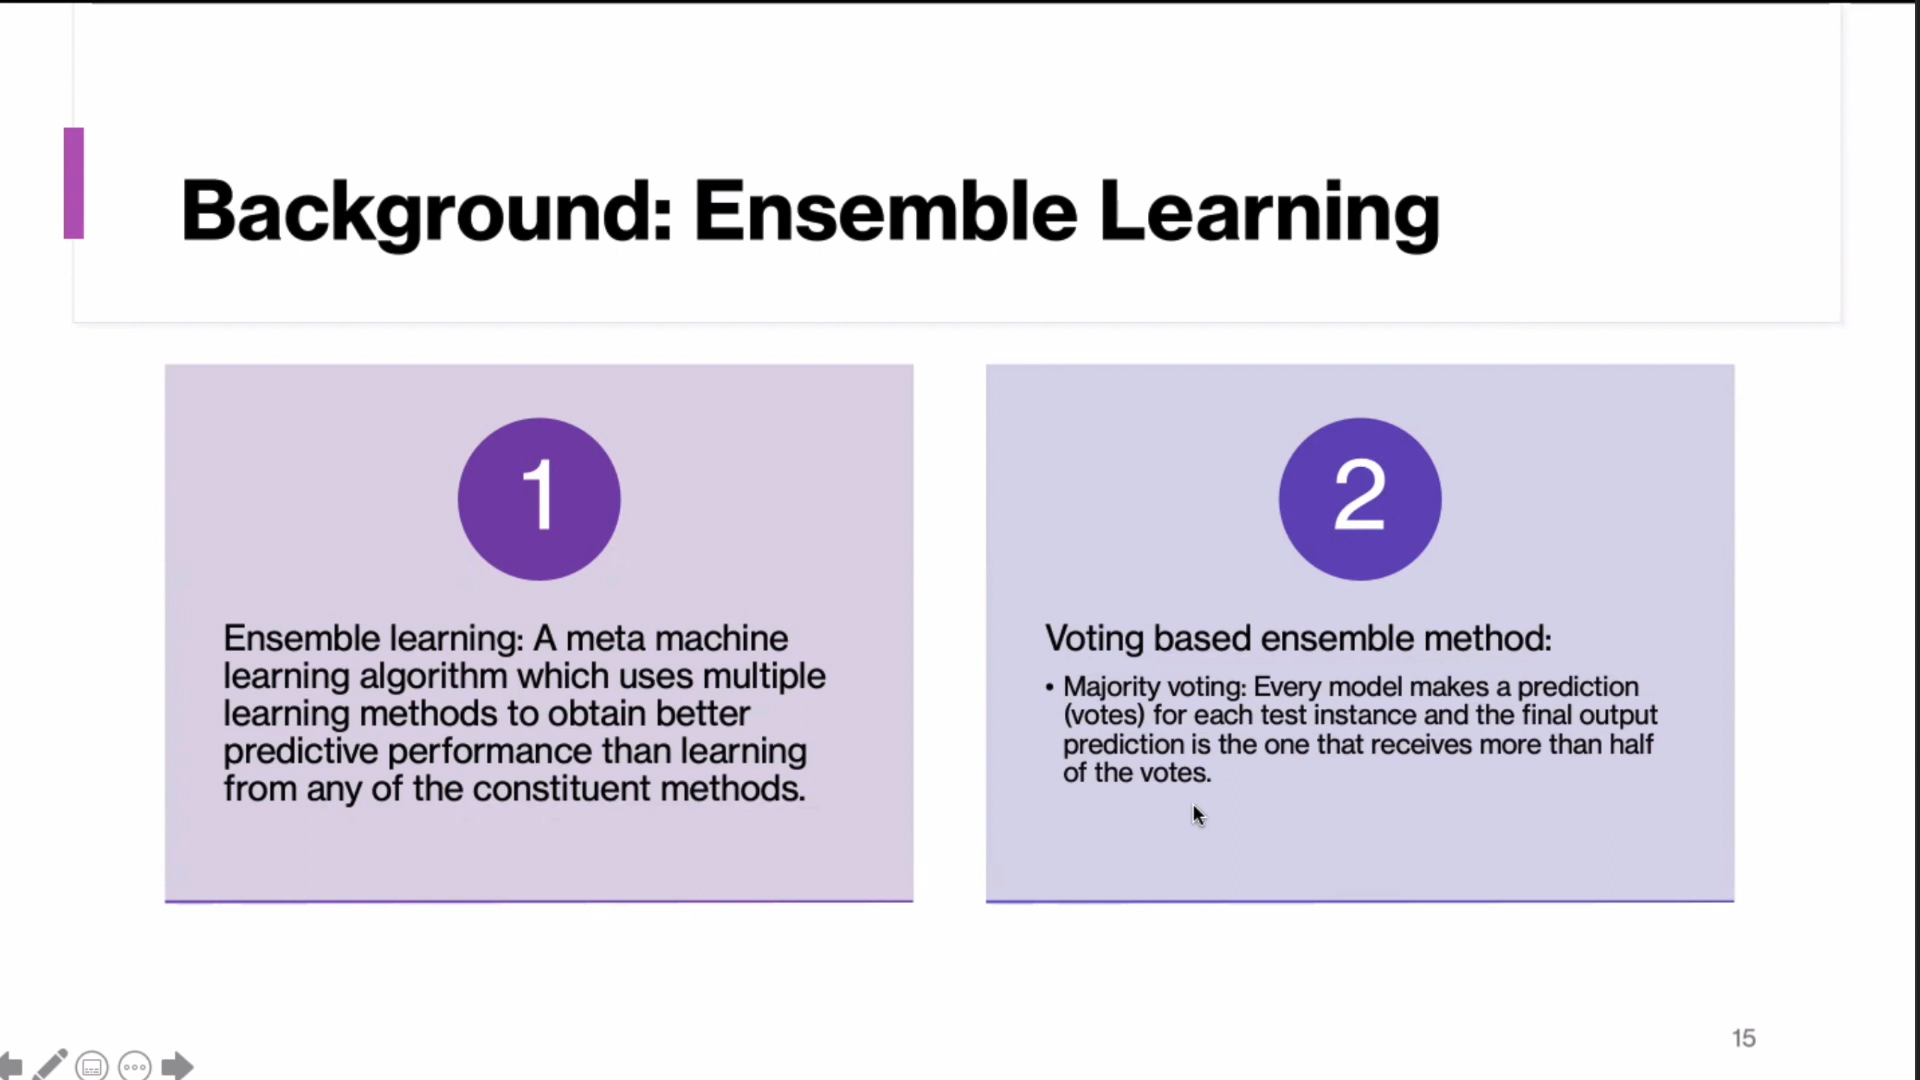 Background: Ensemble Learning
1
Ensemble learning: A meta machine
learning algorithm which uses multiple
learning methods to obtain better
predictive performance than learning
from any of the constituent methods.
2
Voting based ensemble method:
• Majority voting: Every model makes a prediction
(votes) for each test instance and the final output
prediction is the one that receives more than half
of the votes.
15